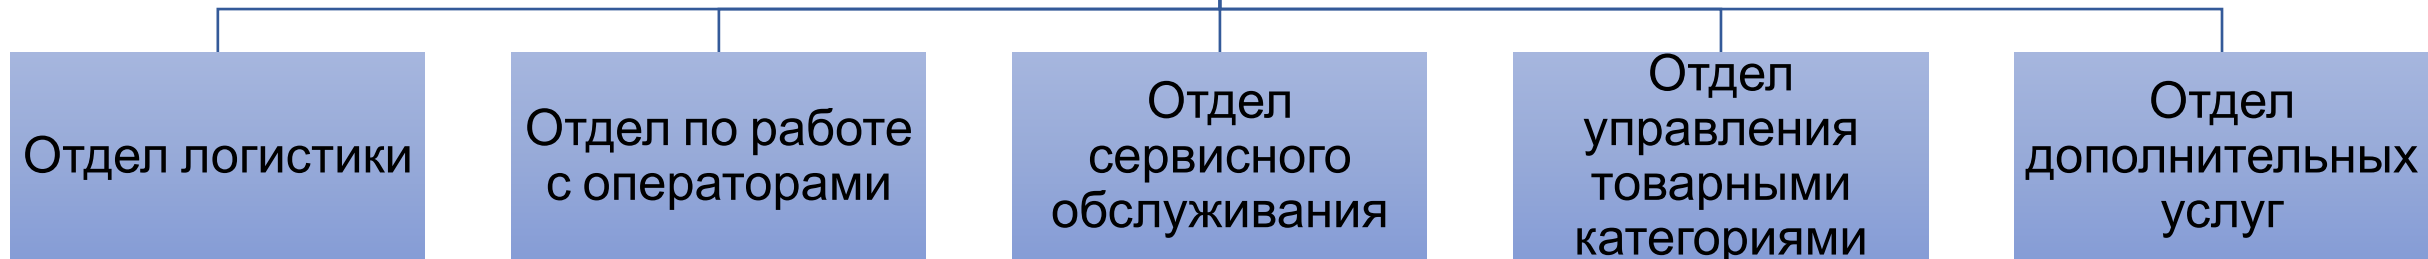 Отдел логистики
Отдел по работе
с операторами
Отдел
сервисного
обслуживания
Отдел
управления
товарными
категориями
Отдел
дополнительных
услуг